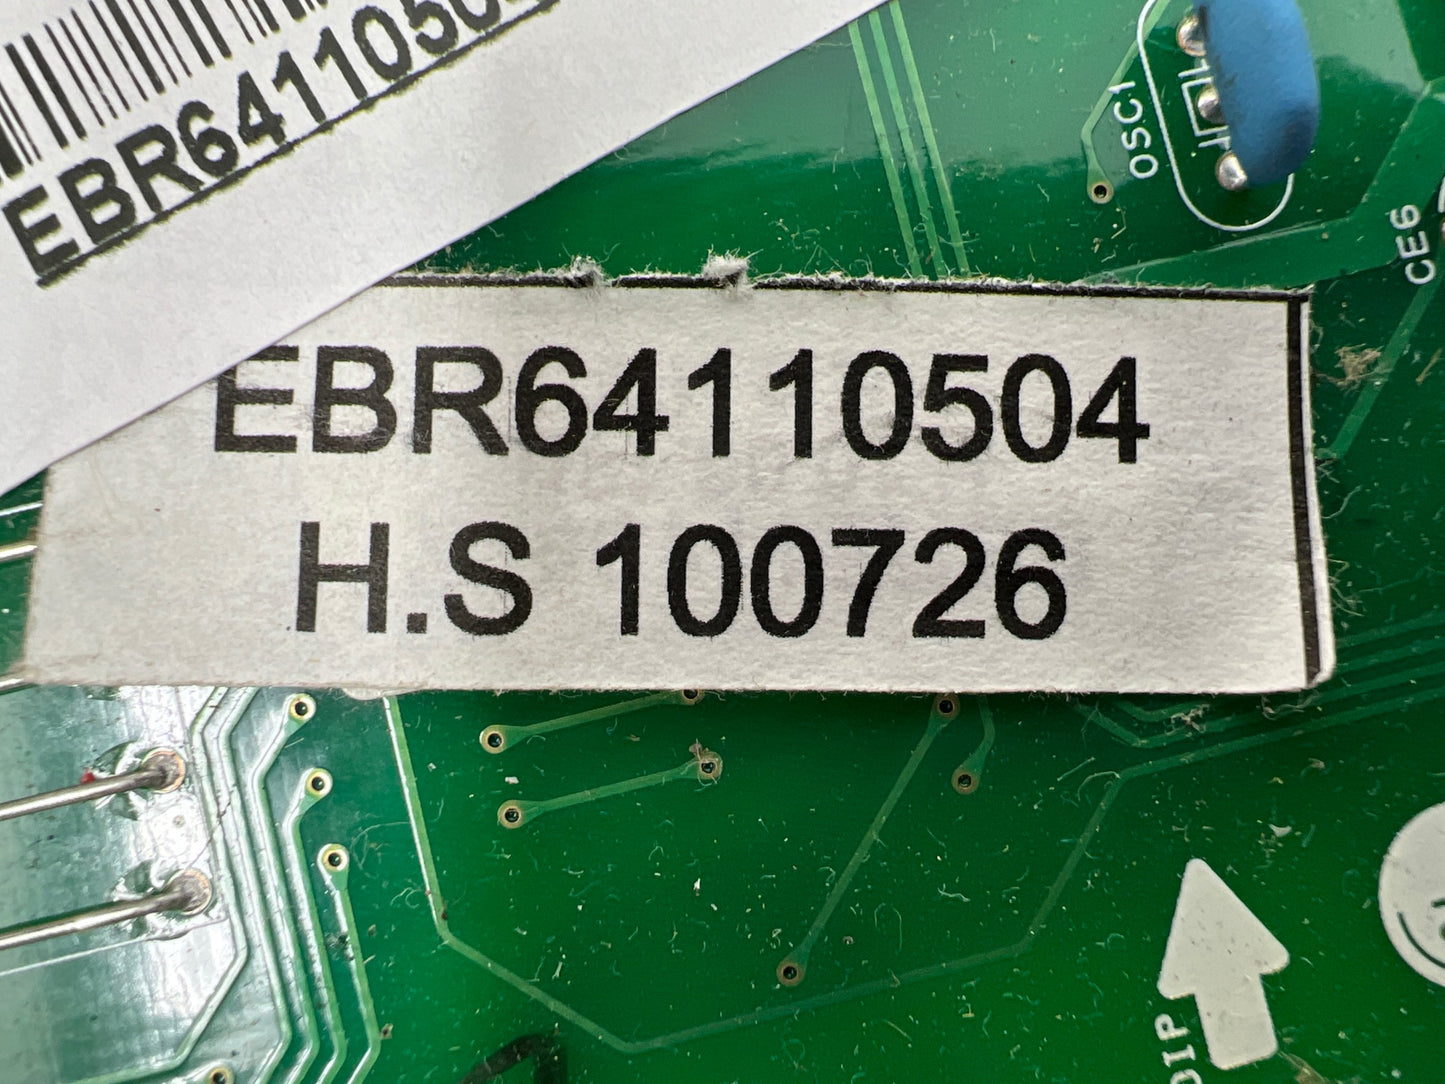 EBR6411050
OSC1
CE6
EBR64110504
H.S 100726
DIP